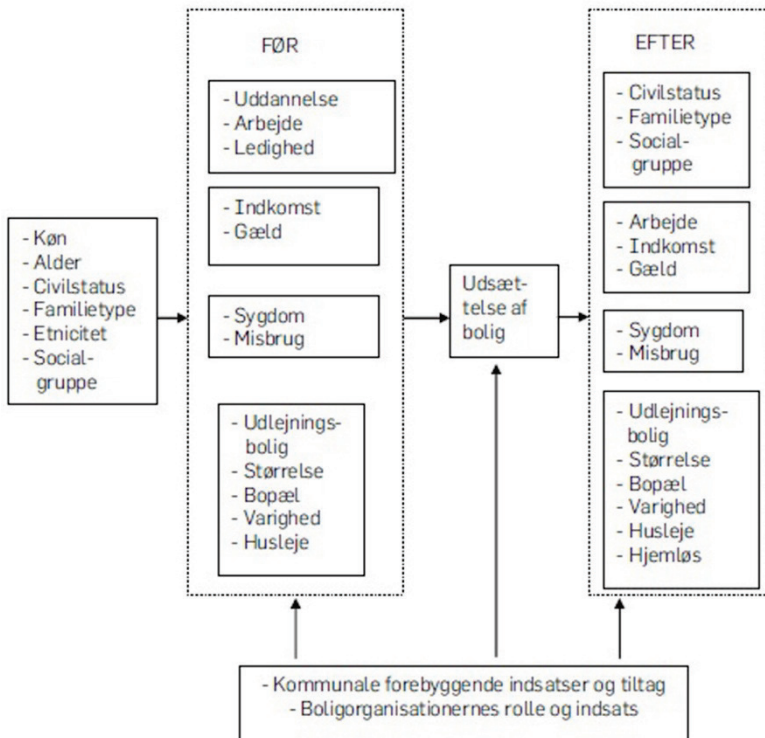 - Køn
- Alder
- Civilstatus
- Familietype
- Etnicitet
- Social-
gruppe
FØR
- Uddannelse
- Arbejde
- Ledighed
- Indkomst
- Gæld
- Sygdom
- Misbrug
- Udlejnings-
bolig
- Størrelse
- Bopæl
- Varighed
- Husleje
Udsæt-
telse af
bolig
EFTER
- Civilstatus
- Familietype
- Social-
gruppe
- Arbejde
- Indkomst
- Gæld
- Sygdom
- Misbrug
- Udlejnings-
bolig
- Størrelse
- Bopæl
- Varighed
- Husleje
- Hjemløs
- Kommunale forebyggende indsatser og tiltag
- Boligorganisationernes rolle og indsats